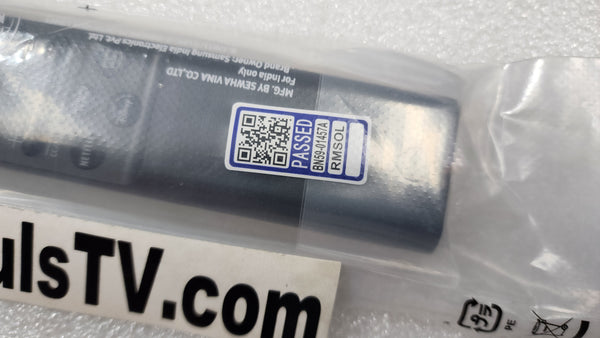 MFG. BY SEWHA VINA CO.,LTD
For India only
Brand Owner: Samsung India Electronics Pvt. Ltd.
PASSED
BN59-01457A
RMSOL
ulsTV.com
PE